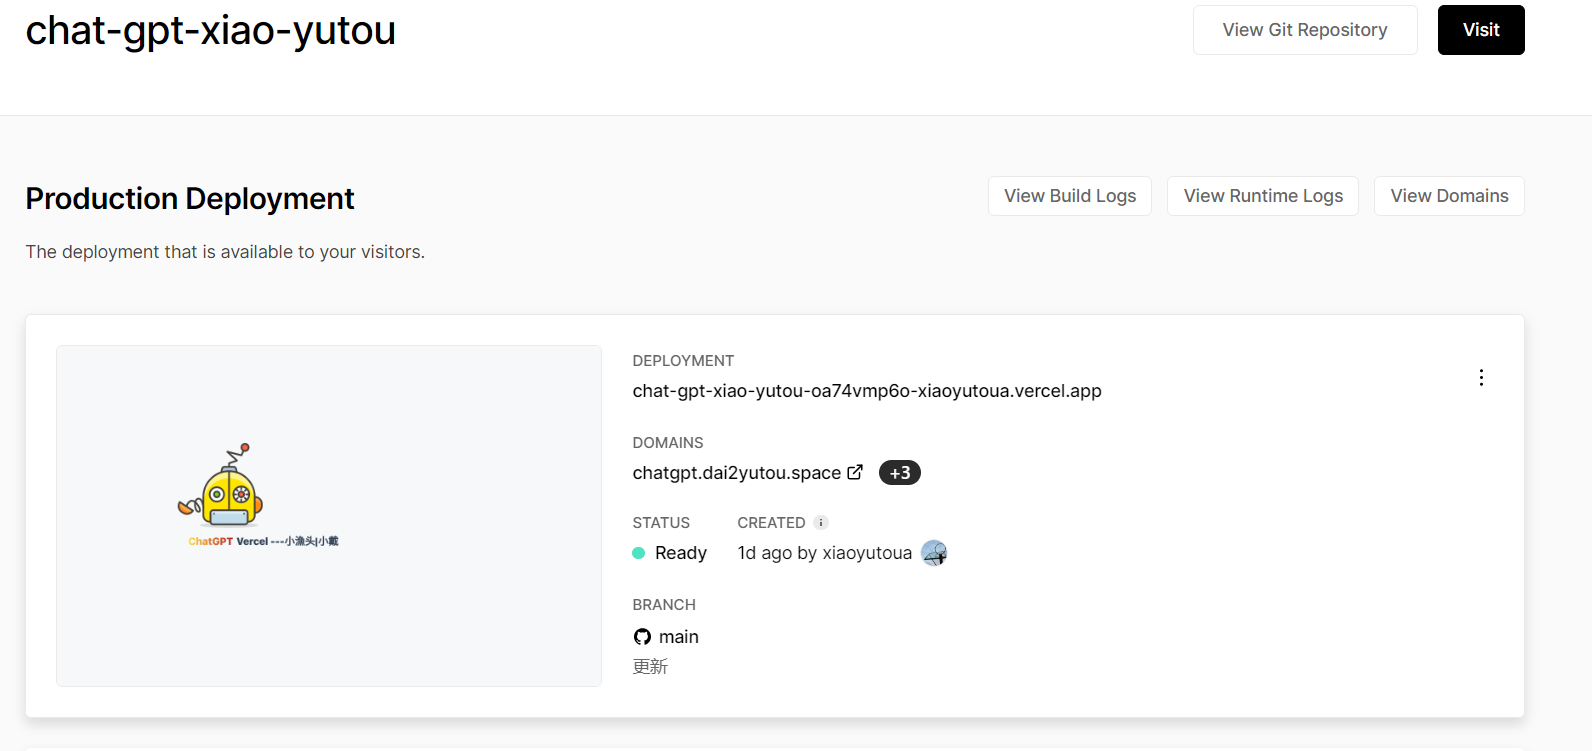 chat-gpt-xiao-yutou
View Git Repository
Visit
Production Deployment
View Build Logs
View Runtime Logs
View Domains
The deployment that is available to your visitors.
DEPLOYMENT
chat-gpt-xiao-yutou-oa74vmp6o-xiaoyutoua.vercel.app
DOMAINS
chatgpt.dai2yutou.space
+3
ChatGPT Vercel ---小渔头|小戴
STATUS
CREATED
Ready
1d ago by xiaoyutoua
BRANCH
main
更新